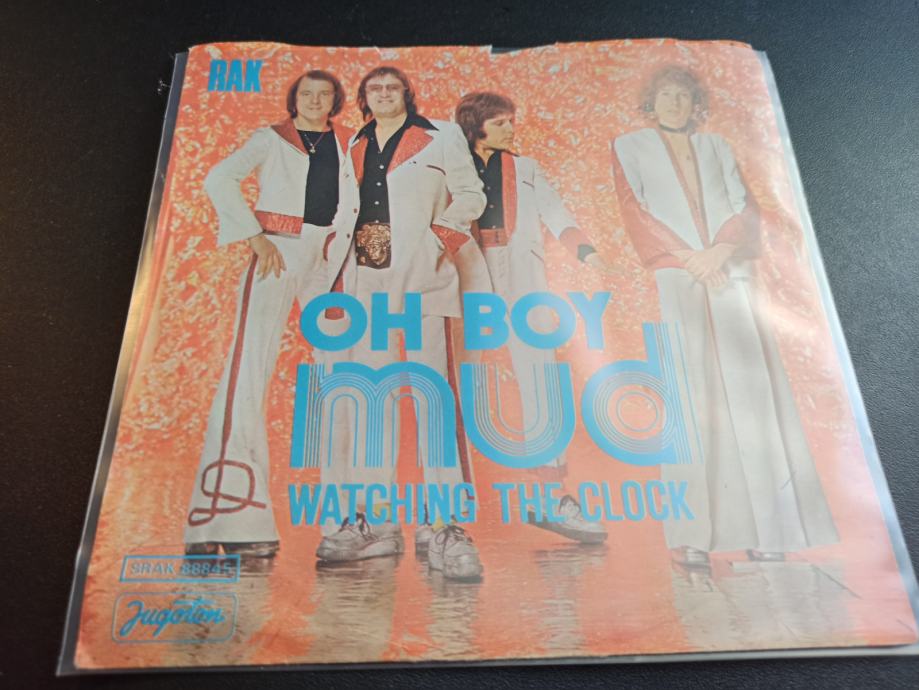 RAK
OH BOY
mud
WATCHING THE CLOCK
D
SRAK 88845
Jugoton